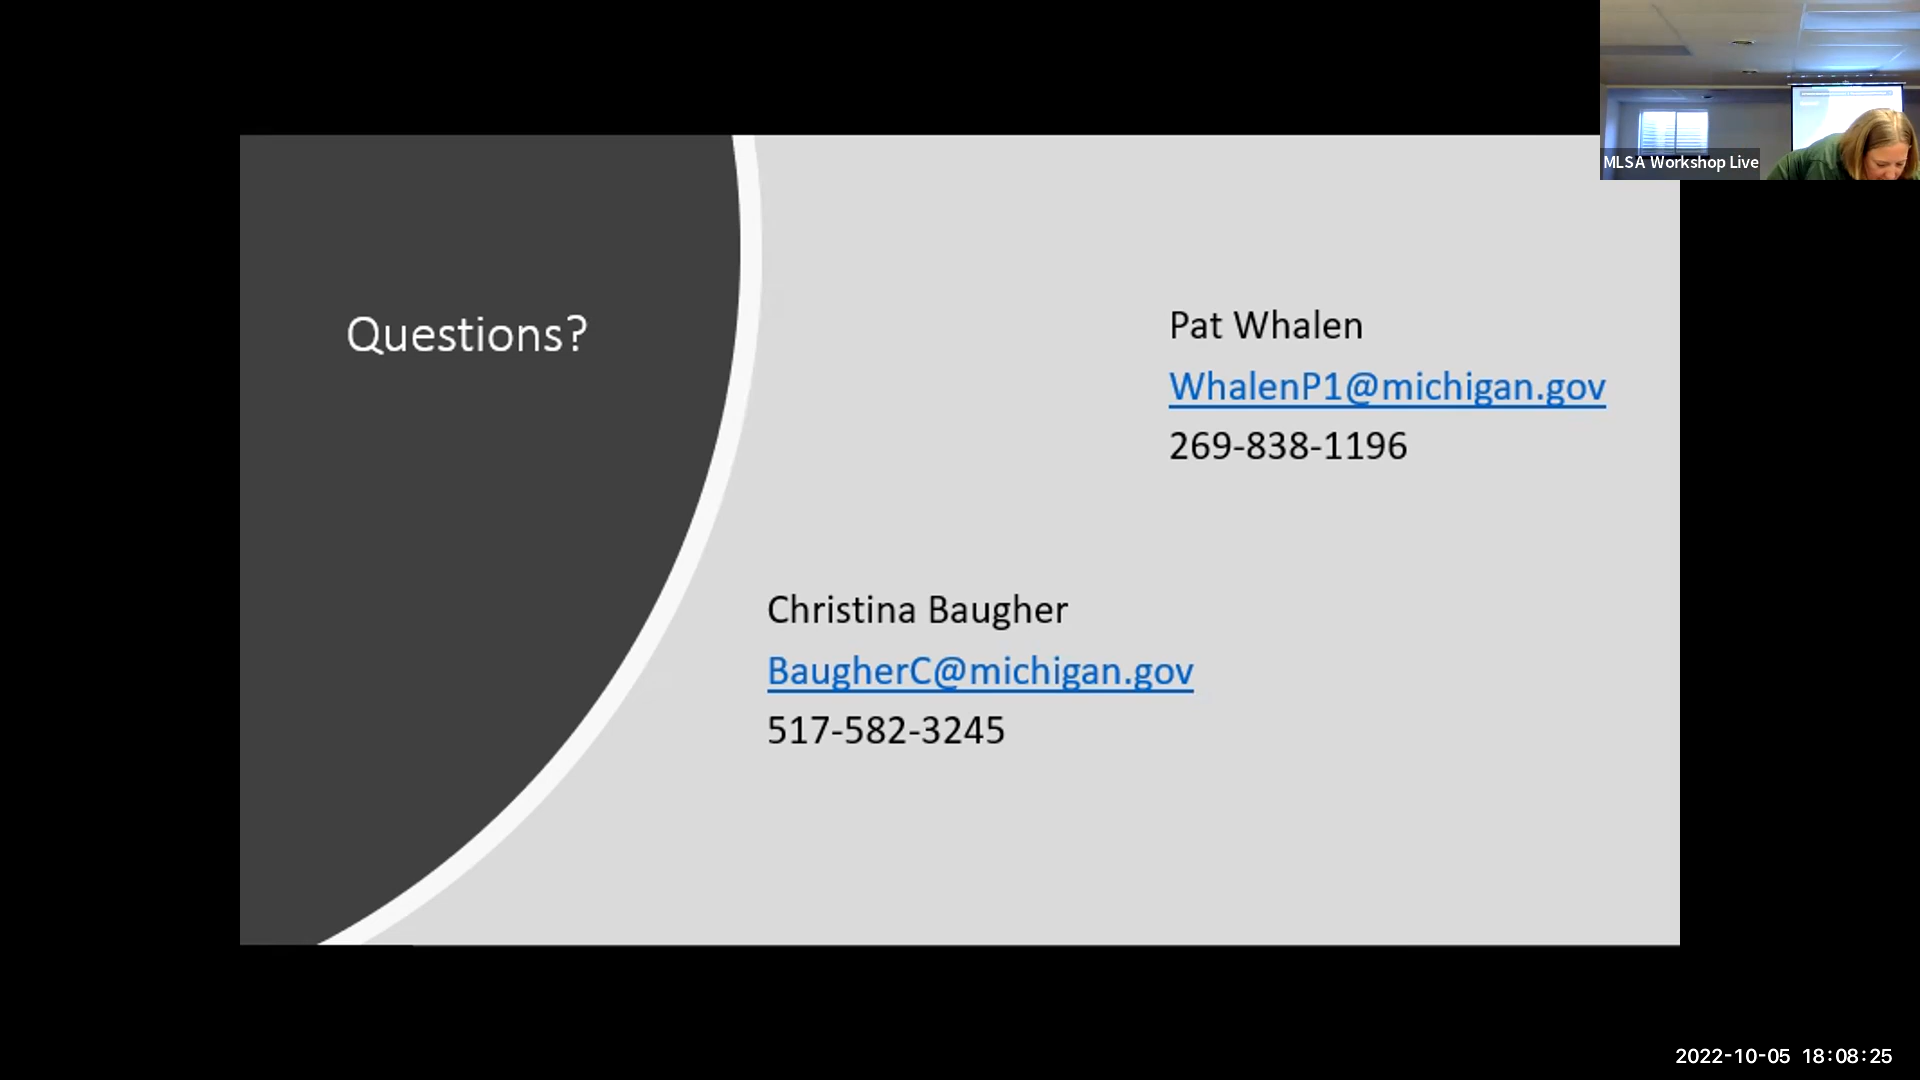 MLSA Workshop Live
Questions?
Pat Whalen
WhalenP1@michigan.gov
269-838-1196
Christina Baugher
BaugherC@michigan.gov
517-582-3245
2022-10-05 18:08:25